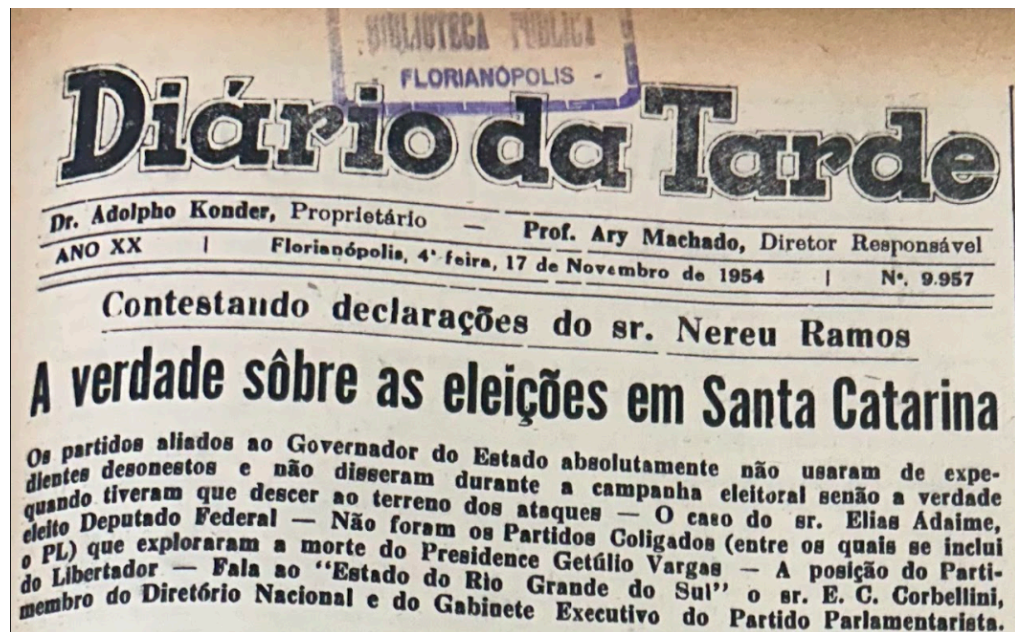 BIBLIOTECA PÚBLICA
FLORIANÓPOLIS -
Diário da Tarde
Dr. Adolpho Konder, Proprietário — Prof. Ary Machado, Diretor Responsável
ANO XX | Florianópolis, 4ª feira, 17 de Novembro de 1954 | Nº. 9.957
Contestando declarações do sr. Nereu Ramos
A verdade sôbre as eleições em Santa Catarina
Os partidos aliados ao Governador do Estado absolutamente não usaram de expe-
dientes desonestos e não disseram durante a campanha eleitoral senão a verdade
quando tiveram que descer ao terreno dos ataques — O caso do sr. Elias Adaime,
eleito Deputado Federal — Não foram os Partidos Coligados (entre os quais se inclui
o PL) que exploraram a morte do Presidence Getúlio Vargas — A posição do Parti-
do Libertador — Fala ao "Estado do Rio Grande do Sul" o sr. E. C. Corbellini,
membro do Diretório Nacional e do Gabinete Executivo do Partido Parlamentarista.